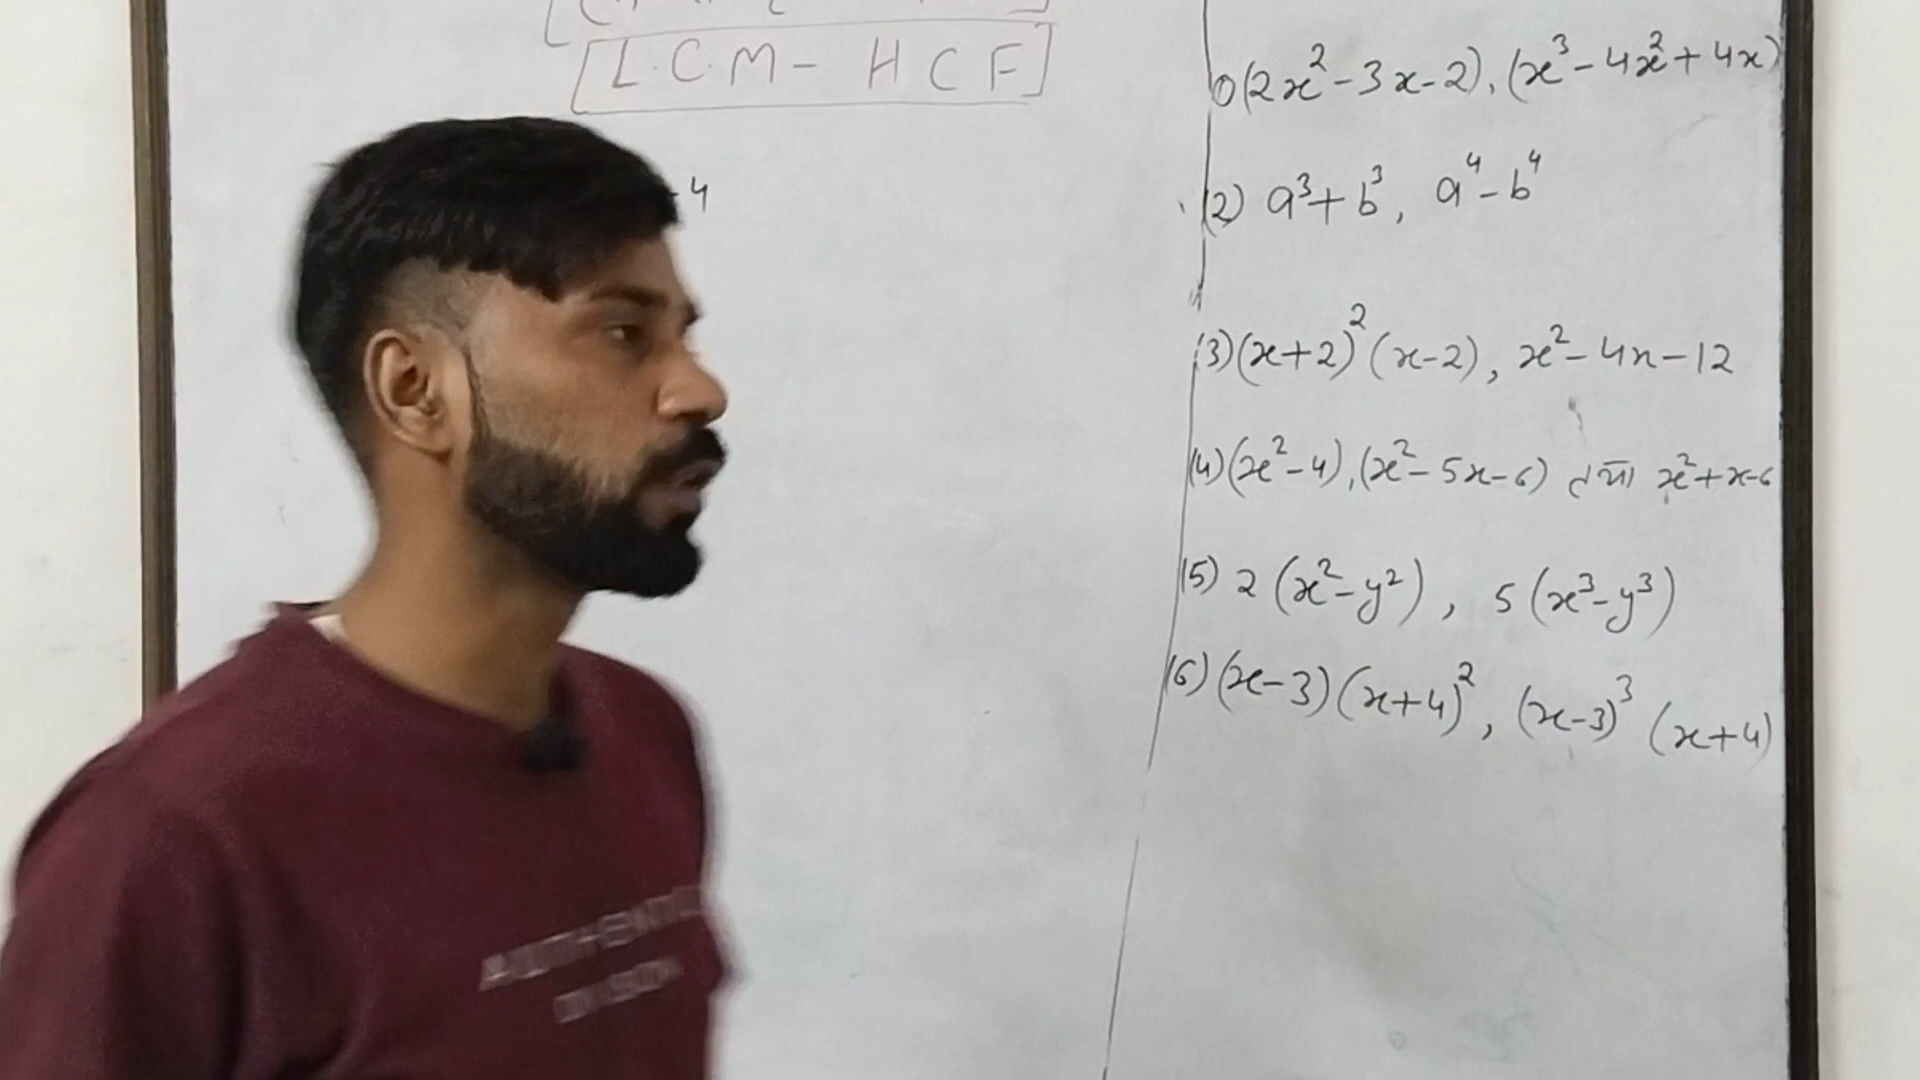 [L.C.M - H C F]
4
① (2x² - 3x - 2), (x³ - 4x² + 4x)
(2) a³ + b³, a⁴ - b⁴
(3) (x+2)² (x-2), x² - 4x - 12
(4) (x² - 4), (x² - 5x - 6) तथा x² + x - 6
(5) 2 (x² - y²), 5 (x³ - y³)
(6) (x-3) (x+4)², (x-3)³ (x+4)